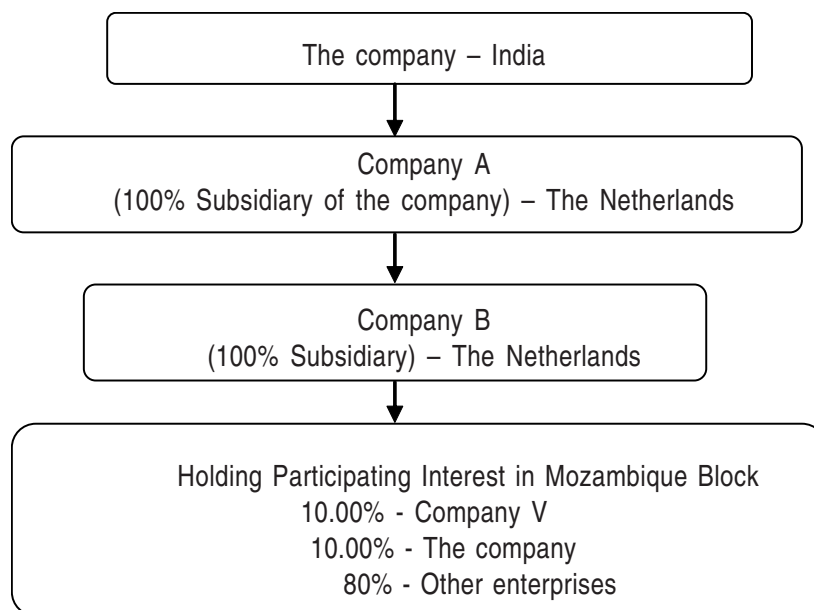 The company – India
Company A
(100% Subsidiary of the company) – The Netherlands
Company B
(100% Subsidiary) – The Netherlands
Holding Participating Interest in Mozambique Block
10.00% - Company V
10.00% - The company
80% - Other enterprises